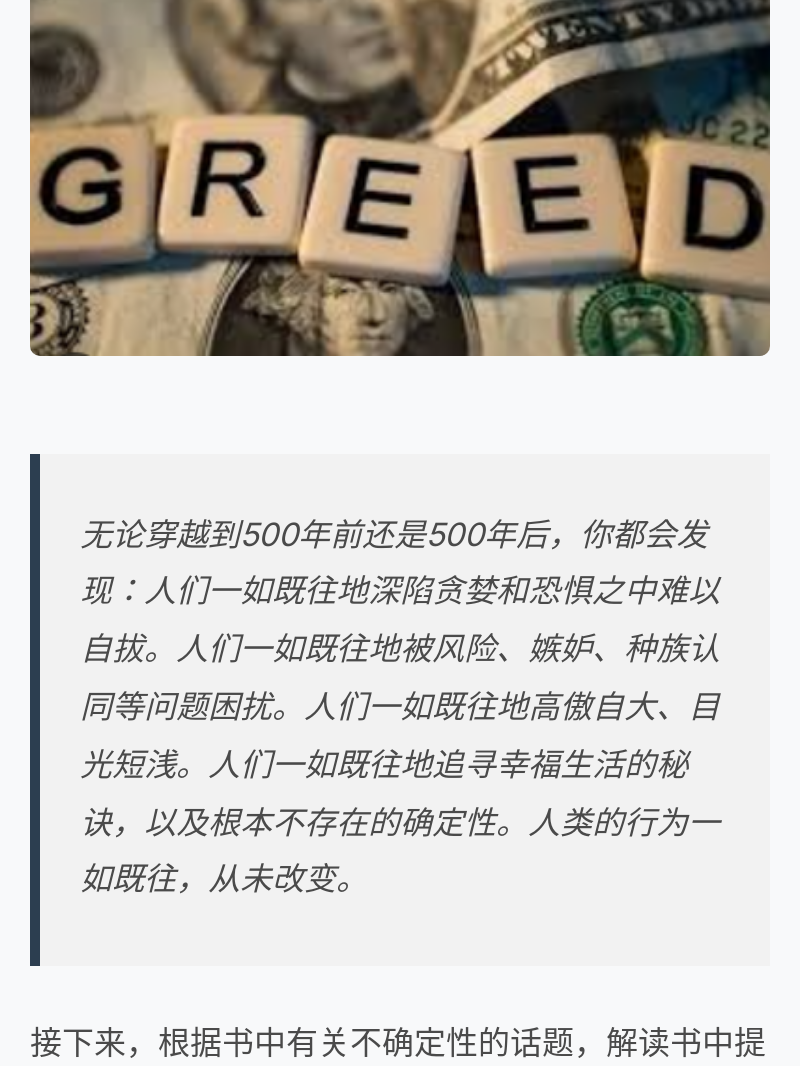 JC 22
GREED
3
无论穿越到500年前还是500年后，你都会发
现：人们一如既往地深陷贪婪和恐惧之中难以
自拔。人们一如既往地被风险、嫉妒、种族认
同等问题困扰。人们一如既往地高傲自大、目
光短浅。人们一如既往地追寻幸福生活的秘
诀，以及根本不存在的确定性。人类的行为一
如既往，从未改变。
接下来，根据书中有关不确定性的话题，解读书中提